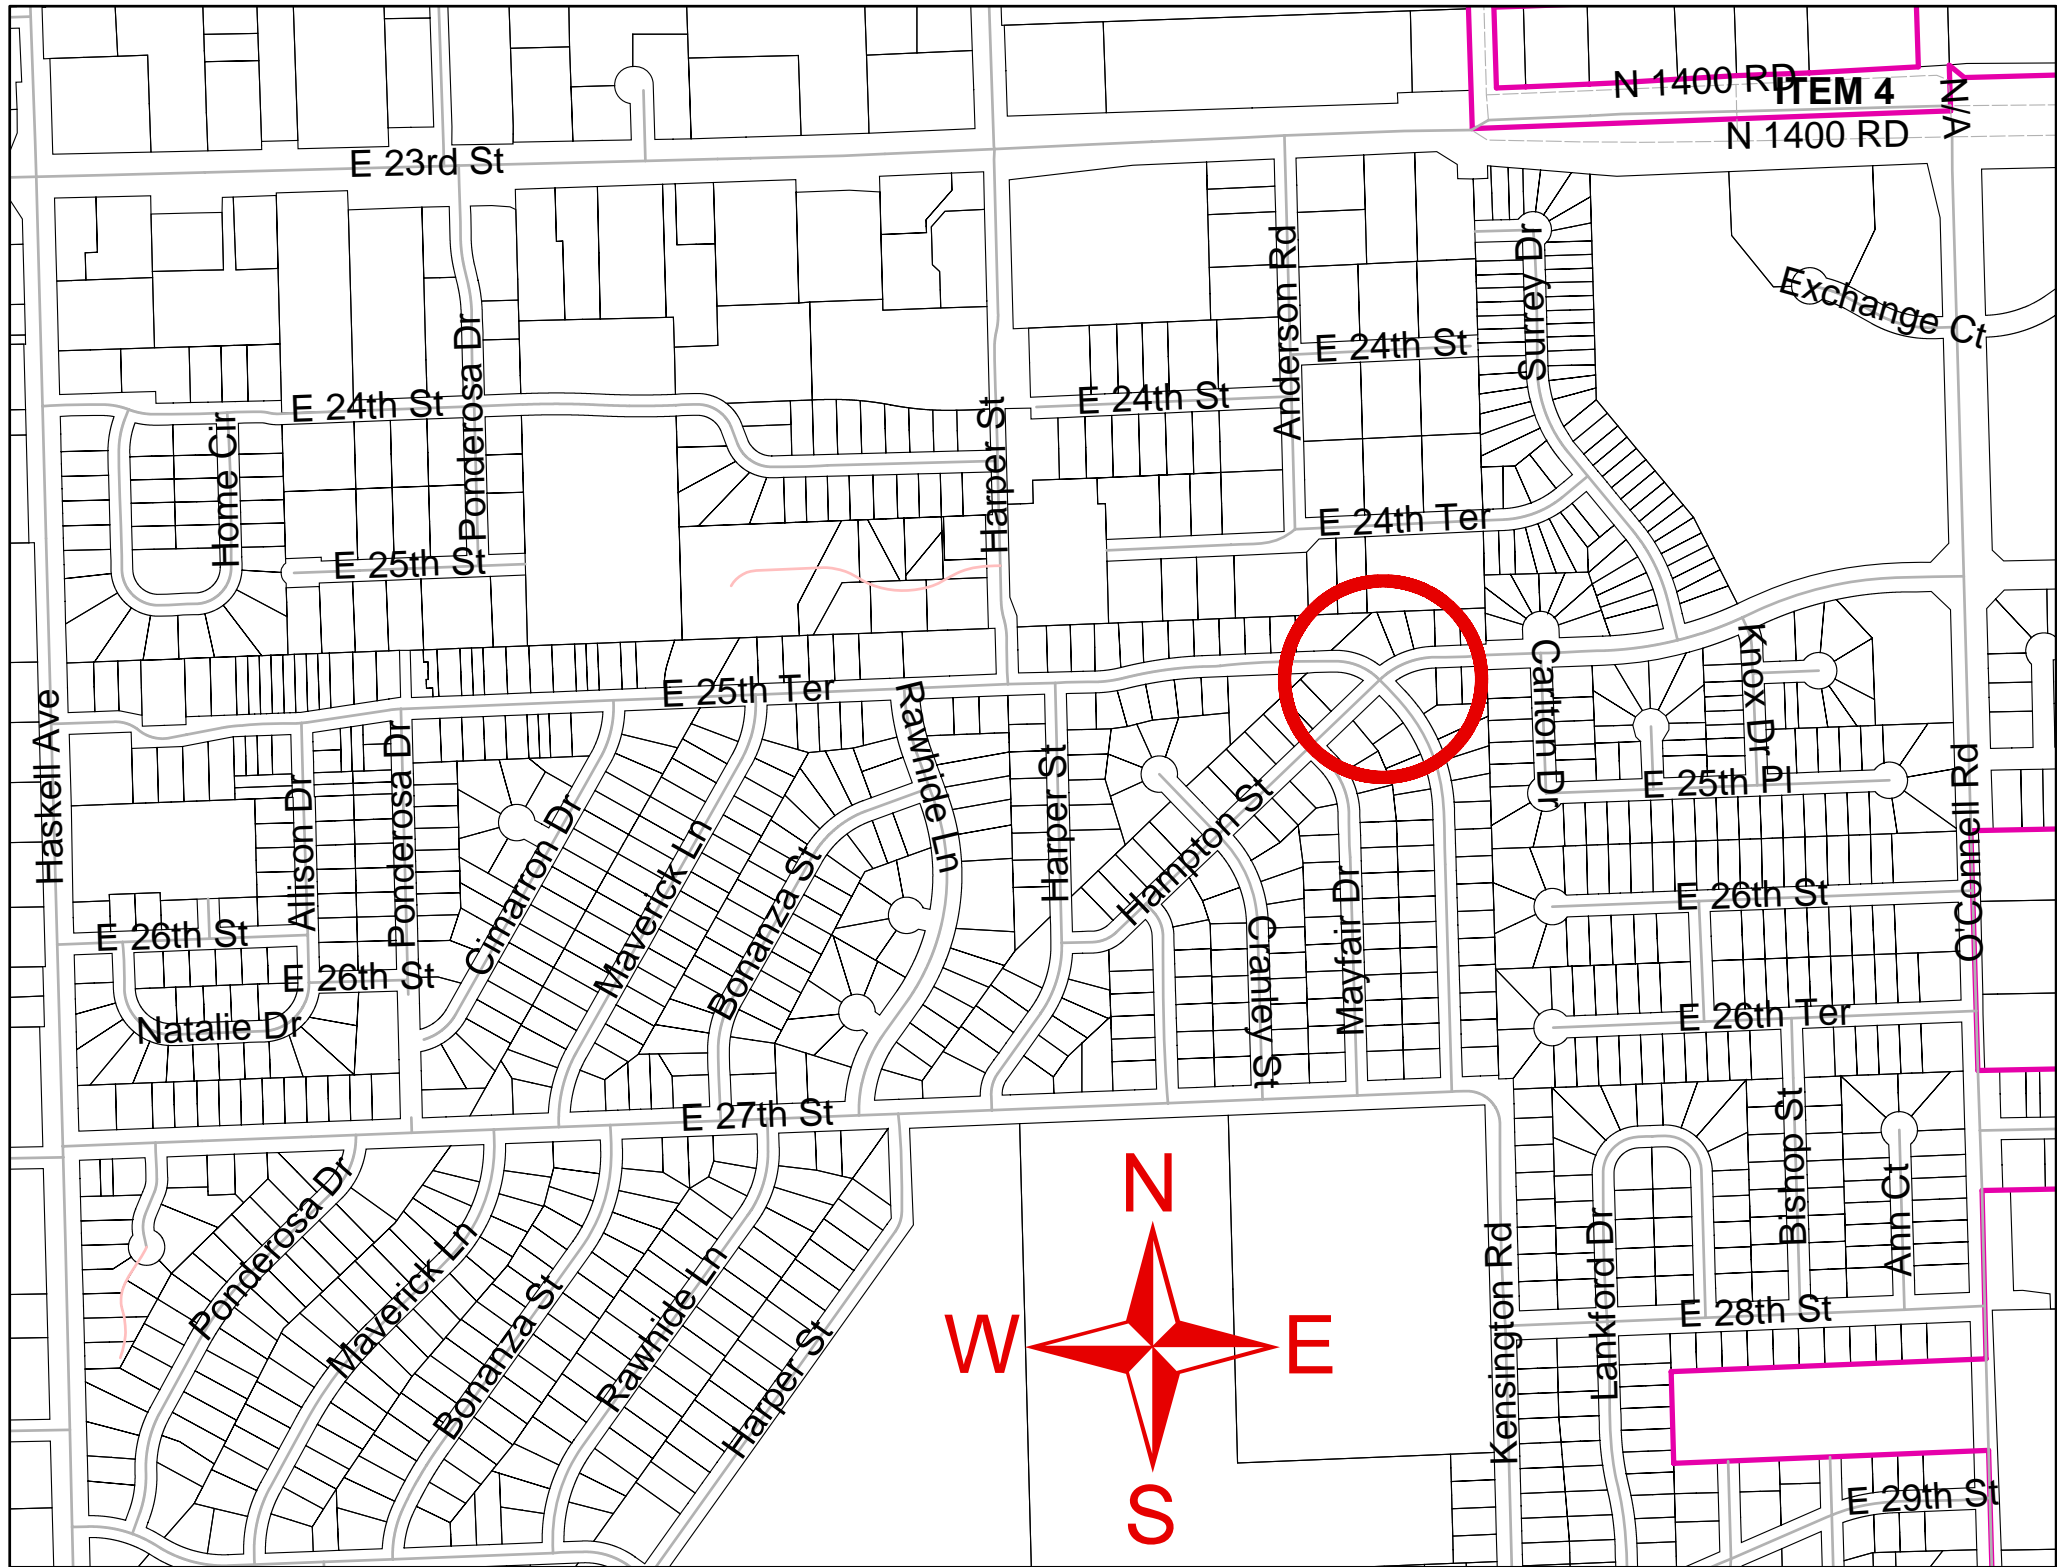 N 1400 RD
ITEM 4
N/A
N 1400 RD
E 23rd St
Surrey Dr
Anderson Rd
Exchange Ct
Ponderosa Dr
E 24th St
E 24th St
E 24th St
Harper St
Home Cir
E 24th Ter
E 25th St
Carlton Dr
Knox Dr
E 25th Ter
Rawhide Ln
Haskell Ave
Ponderosa Dr
Allison Dr
Harper St
E 25th Pl
O'Connell Rd
Cimarron Dr
Maverick Ln
Bonanza St
Hampton St
Mayfair Dr
Cranley St
E 26th St
E 26th St
E 26th St
E 26th Ter
Natalie Dr
E 27th St
Bishop St
Ann Ct
Ponderosa Dr
Maverick Ln
Bonanza St
Rawhide Ln
Harper St
N
W
E
S
Kensington Rd
Lankford Dr
E 28th St
E 29th St